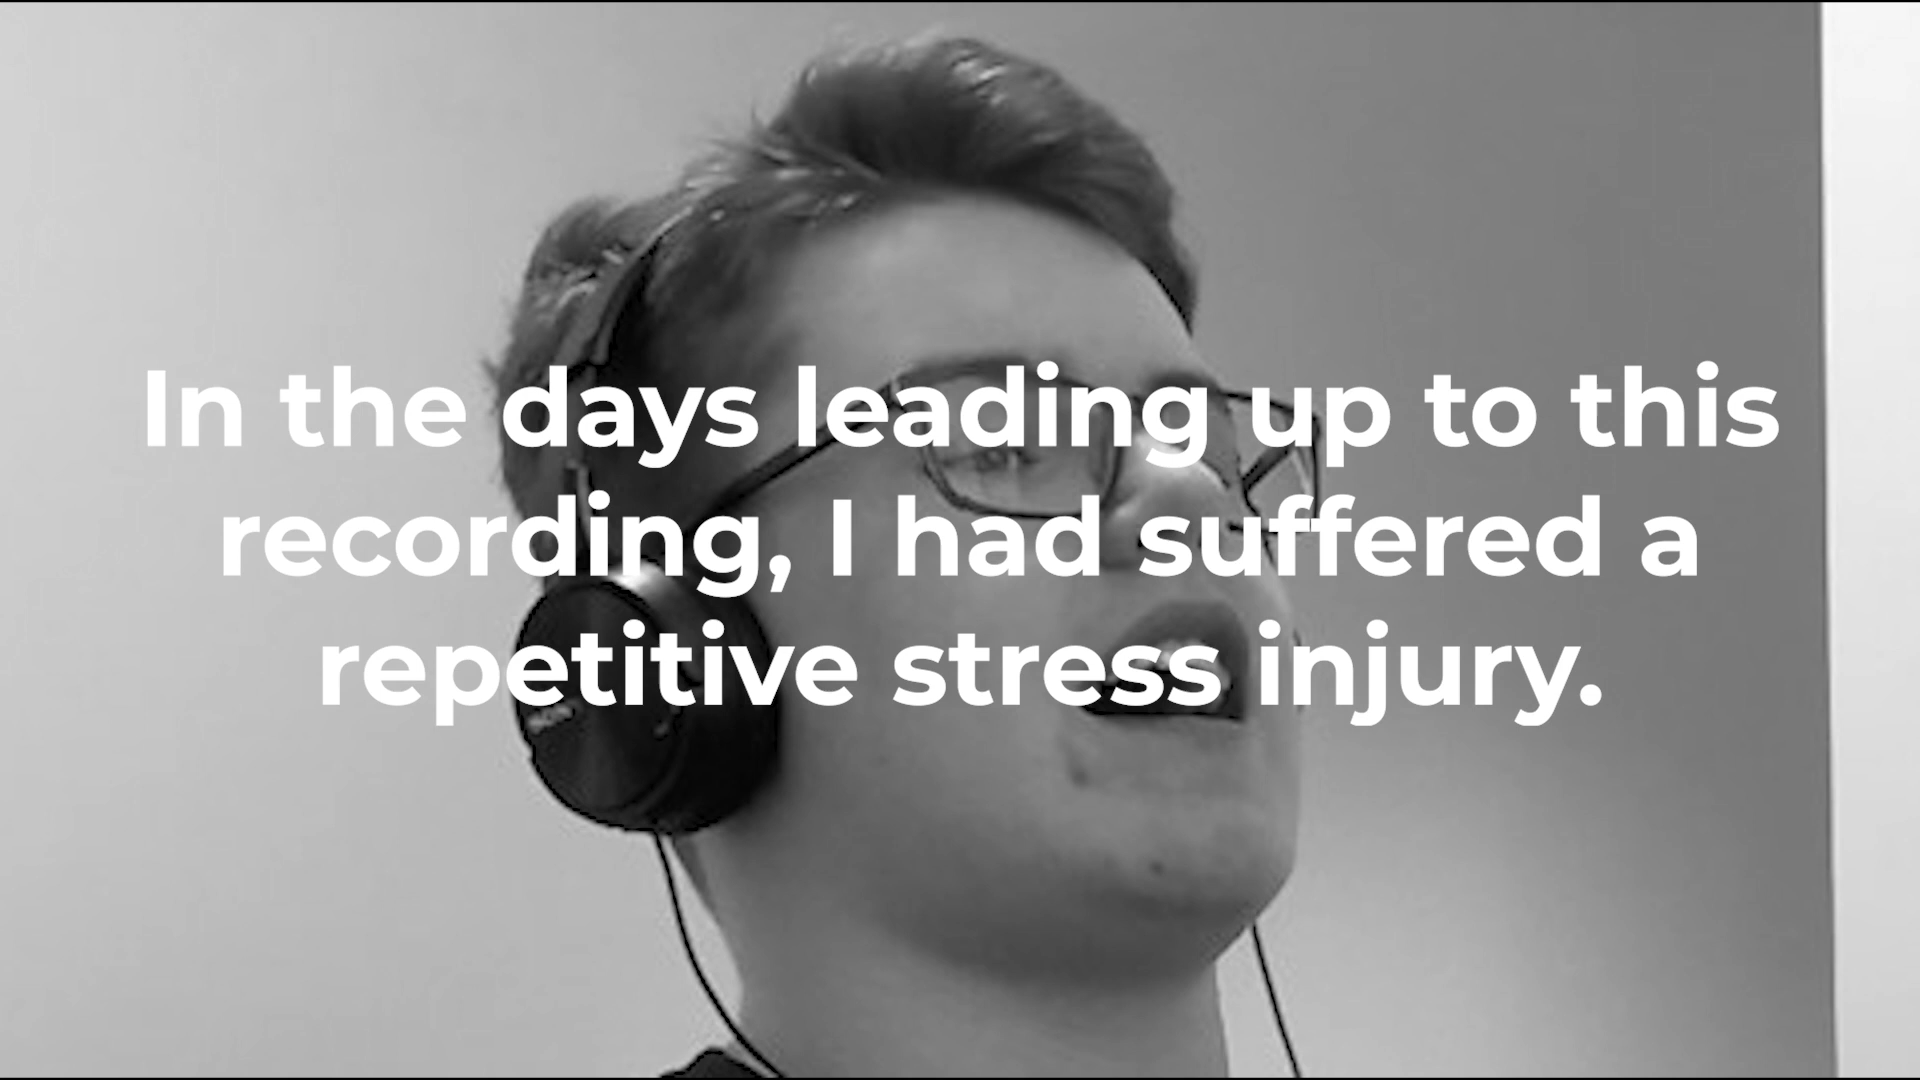 In the days leading up to this
recording, I had suffered a
repetitive stress injury.